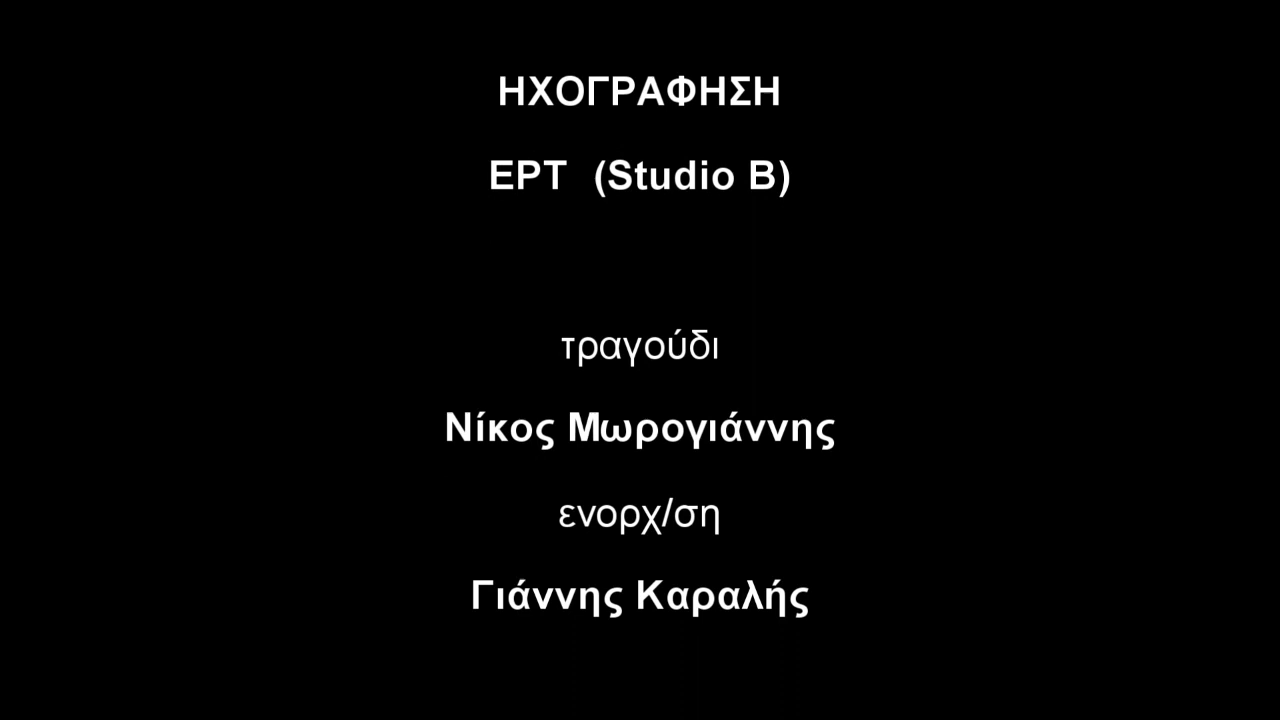 ΗΧΟΓΡΑΦΗΣΗ
ΕΡΤ (Studio B)
τραγούδι
Νίκος Μωρογιάννης
ενορχ/ση
Γιάννης Καραλής